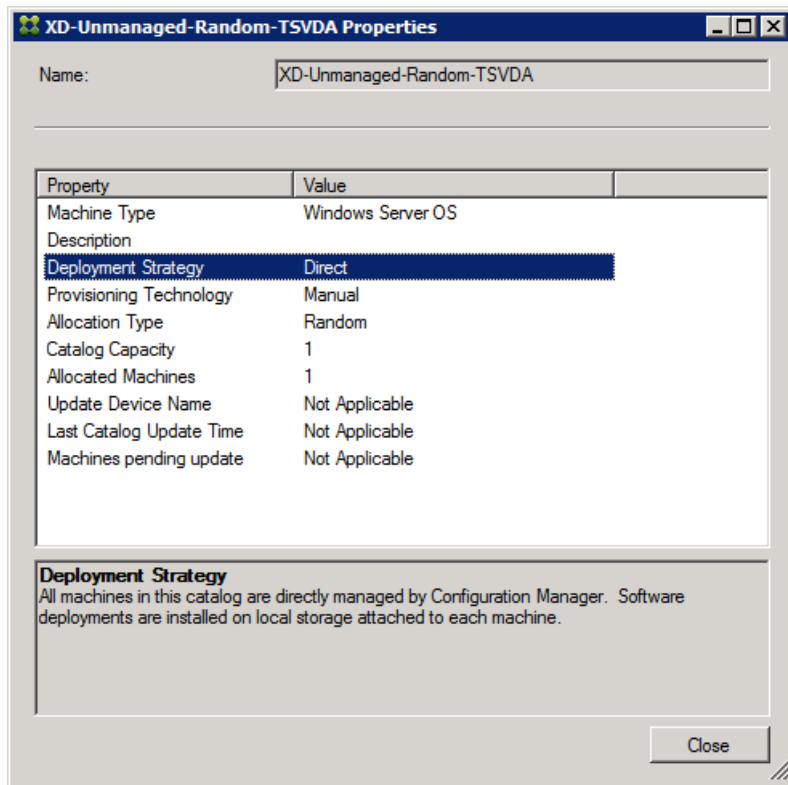 XD-Unmanaged-Random-TSVDA Properties
Name: XD-Unmanaged-Random-TSVDA
Property Value
Machine Type Windows Server OS
Description
Deployment Strategy Direct
Provisioning Technology Manual
Allocation Type Random
Catalog Capacity 1
Allocated Machines 1
Update Device Name Not Applicable
Last Catalog Update Time Not Applicable
Machines pending update Not Applicable
Deployment Strategy
All machines in this catalog are directly managed by Configuration Manager. Software
deployments are installed on local storage attached to each machine.
Close